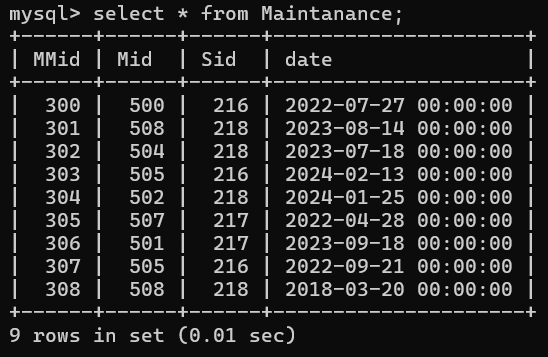 mysql> select * from Maintanance;
+------+------+------+---------------------+
| MMid | Mid  | Sid  | date                |
+------+------+------+---------------------+
|  300 |  500 |  216 | 2022-07-27 00:00:00 |
|  301 |  508 |  218 | 2023-08-14 00:00:00 |
|  302 |  504 |  218 | 2023-07-18 00:00:00 |
|  303 |  505 |  216 | 2024-02-13 00:00:00 |
|  304 |  502 |  218 | 2024-01-25 00:00:00 |
|  305 |  507 |  217 | 2022-04-28 00:00:00 |
|  306 |  501 |  217 | 2023-09-18 00:00:00 |
|  307 |  505 |  216 | 2022-09-21 00:00:00 |
|  308 |  508 |  218 | 2018-03-20 00:00:00 |
+------+------+------+---------------------+
9 rows in set (0.01 sec)